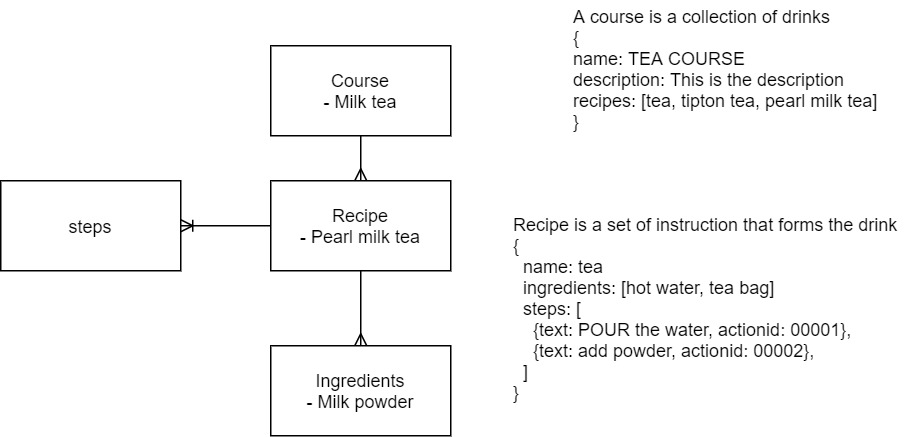 A course is a collection of drinks
{
name: TEA COURSE
description: This is the description
recipes: [tea, tipton tea, pearl milk tea]
}
Course
- Milk tea
steps
Recipe
- Pearl milk tea
Recipe is a set of instruction that forms the drink
{
name: tea
ingredients: [hot water, tea bag]
steps: [
{text: POUR the water, actionid: 00001},
{text: add powder, actionid: 00002},
]
}
Ingredients
- Milk powder